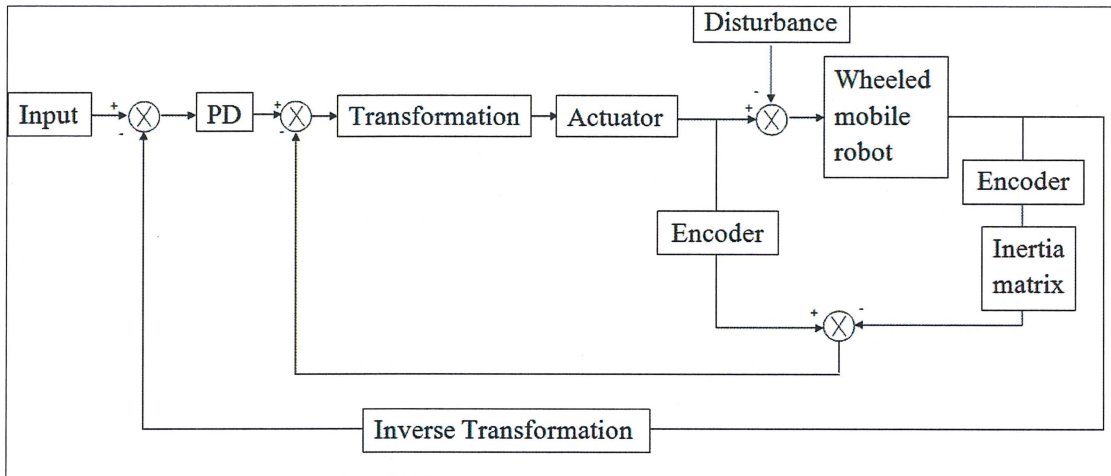 Disturbance
Input
+
-
PD
+
-
Transformation
Actuator
-
+
Wheeled
mobile
robot
Encoder
Encoder
Inertia
matrix
+
-
Inverse Transformation